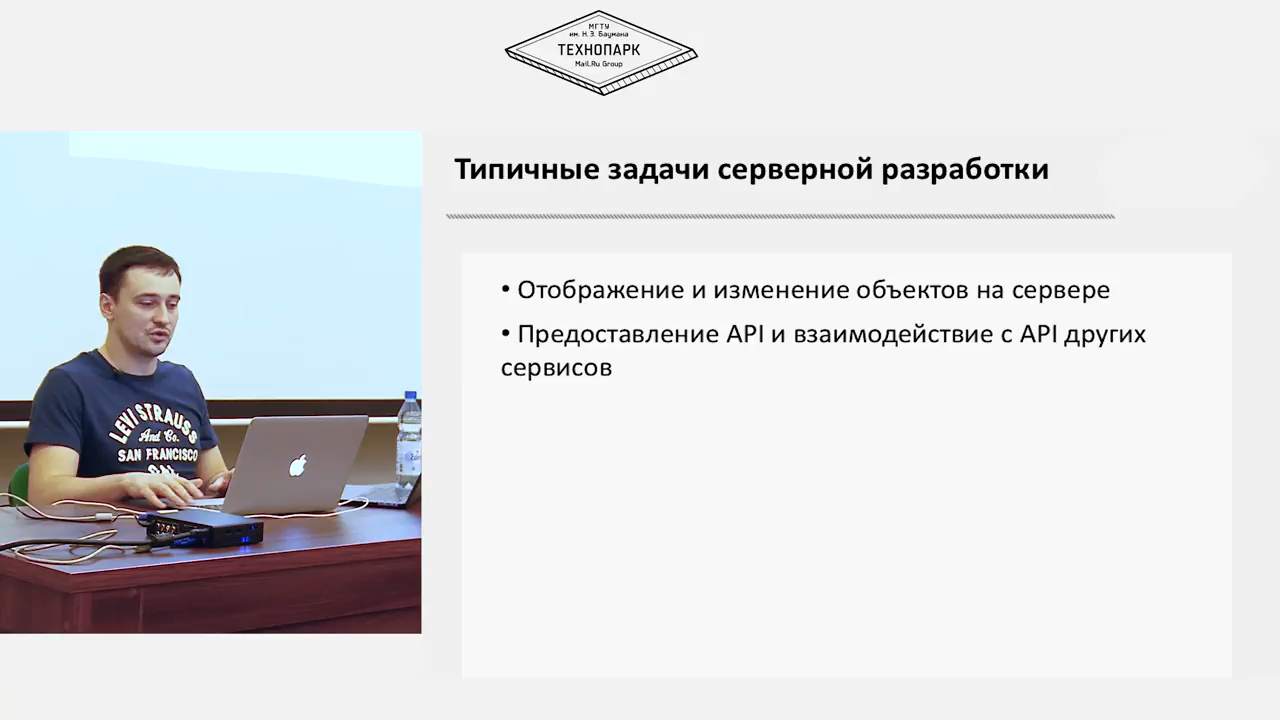 МГТУ
им. Н.Э. Баумана
ТЕХНОПАРК
Mail.Ru Group
Типичные задачи серверной разработки
• Отображение и изменение объектов на сервере
• Предоставление API и взаимодействие с API других
сервисов
LEVI STRAUSS
And Co.
SAN FRANCISCO
CAL